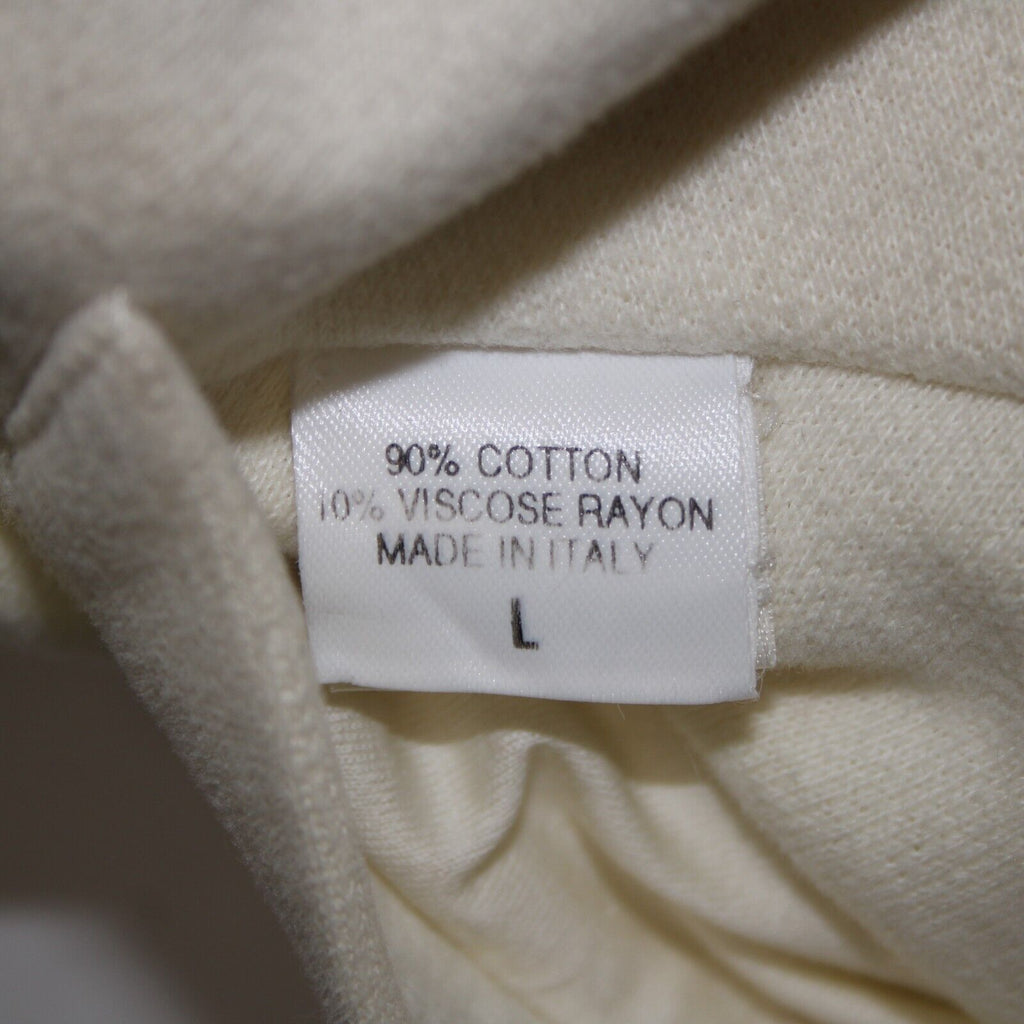 90% COTTON
10% VISCOSE RAYON
MADE IN ITALY
L